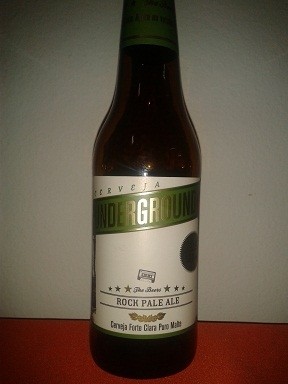 CERVEJA
UNDERGROUND
The Beers
ROCK PALE ALE
Cerveja Forte Clara Puro Malte